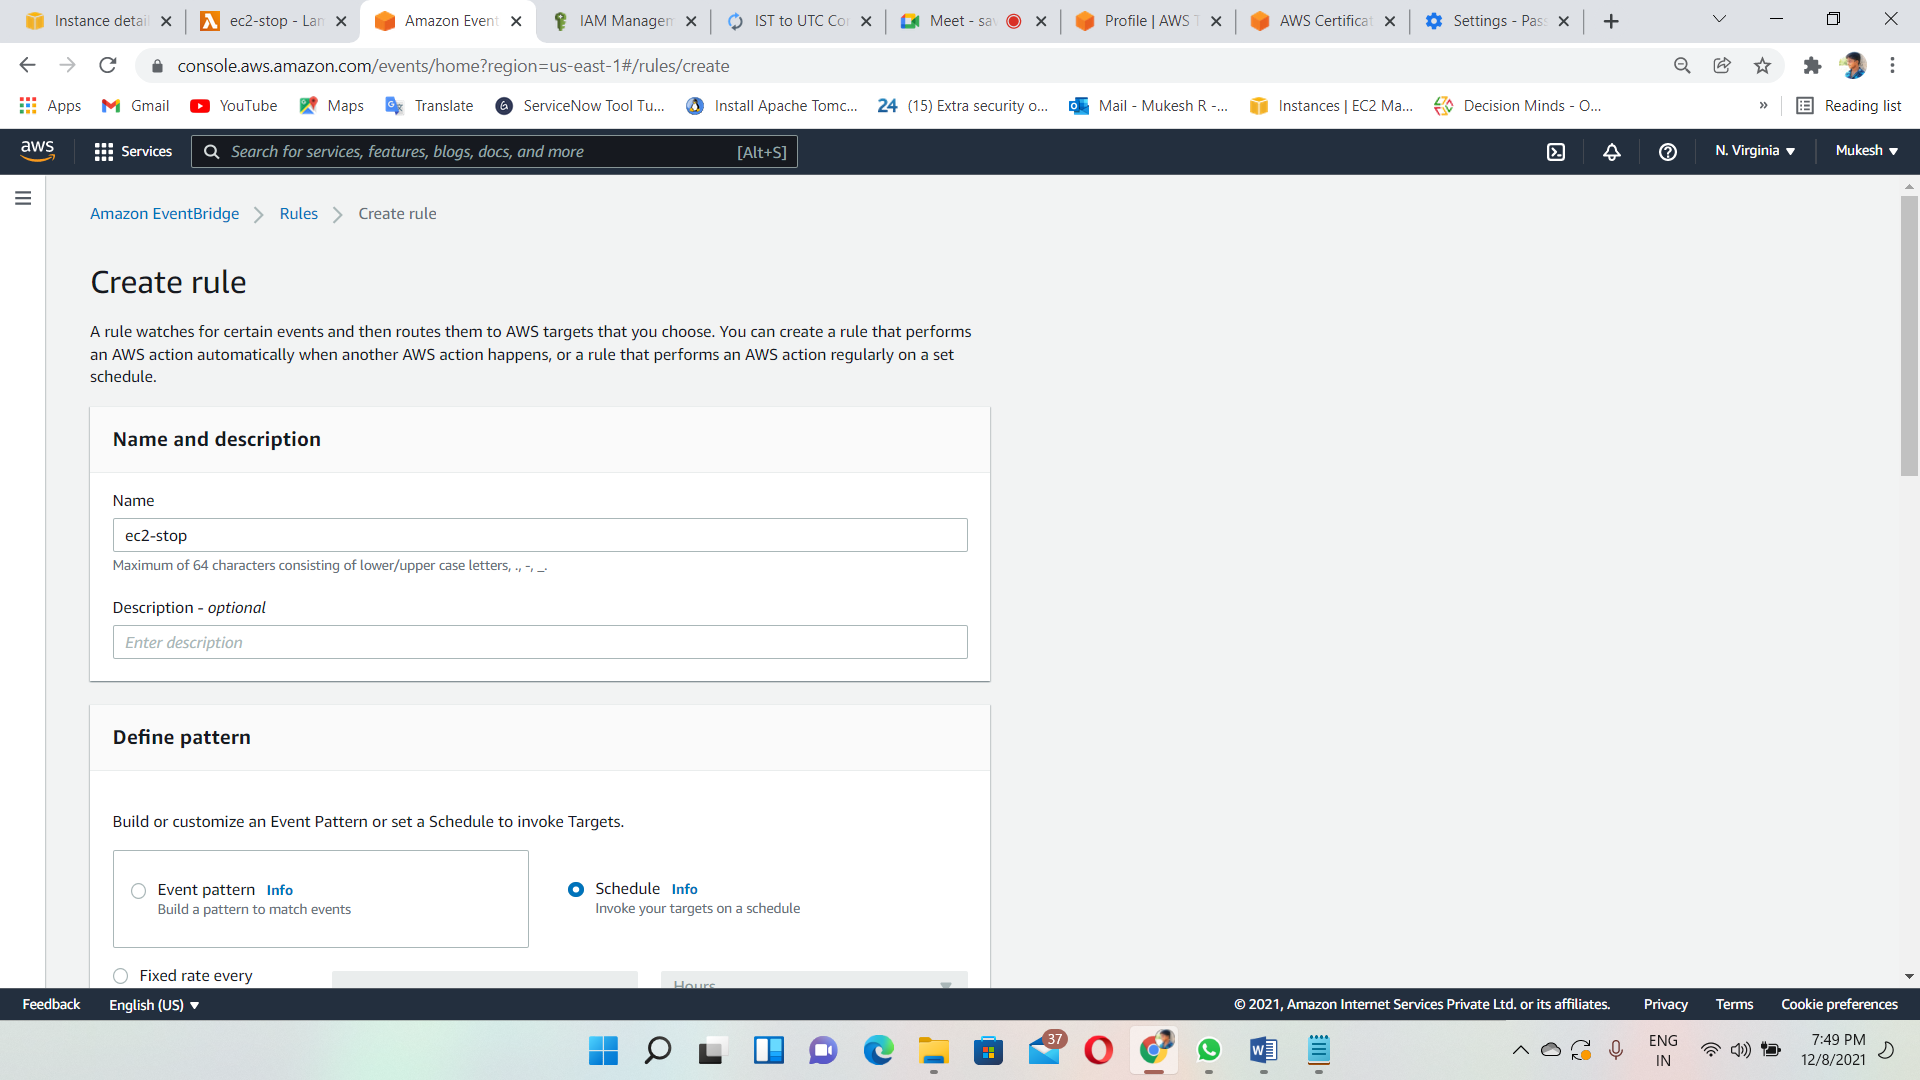 Instance detail
ec2-stop - Lam
Amazon Event
IAM Managem
IST to UTC Con
Meet - sav
Profile | AWS T
AWS Certificat
Settings - Pass
console.aws.amazon.com/events/home?region=us-east-1#/rules/create
Apps
Gmail
YouTube
Maps
Translate
ServiceNow Tool Tu...
Install Apache Tomc...
24 (15) Extra security o...
Mail - Mukesh R -...
Instances | EC2 Ma...
Decision Minds - O...
»
Reading list
aws
Services
Search for services, features, blogs, docs, and more
[Alt+S]
N. Virginia
Mukesh
Amazon EventBridge
Rules
Create rule
Create rule
A rule watches for certain events and then routes them to AWS targets that you choose. You can create a rule that performs
an AWS action automatically when another AWS action happens, or a rule that performs an AWS action regularly on a set
schedule.
Name and description
Name
ec2-stop
Maximum of 64 characters consisting of lower/upper case letters, ., -, _.
Description - optional
Enter description
Define pattern
Build or customize an Event Pattern or set a Schedule to invoke Targets.
Event pattern Info
Build a pattern to match events
Schedule Info
Invoke your targets on a schedule
Fixed rate every
Hours
Feedback
English (US)
© 2021, Amazon Internet Services Private Ltd. or its affiliates.
Privacy
Terms
Cookie preferences
37
ENG
IN
7:49 PM
12/8/2021